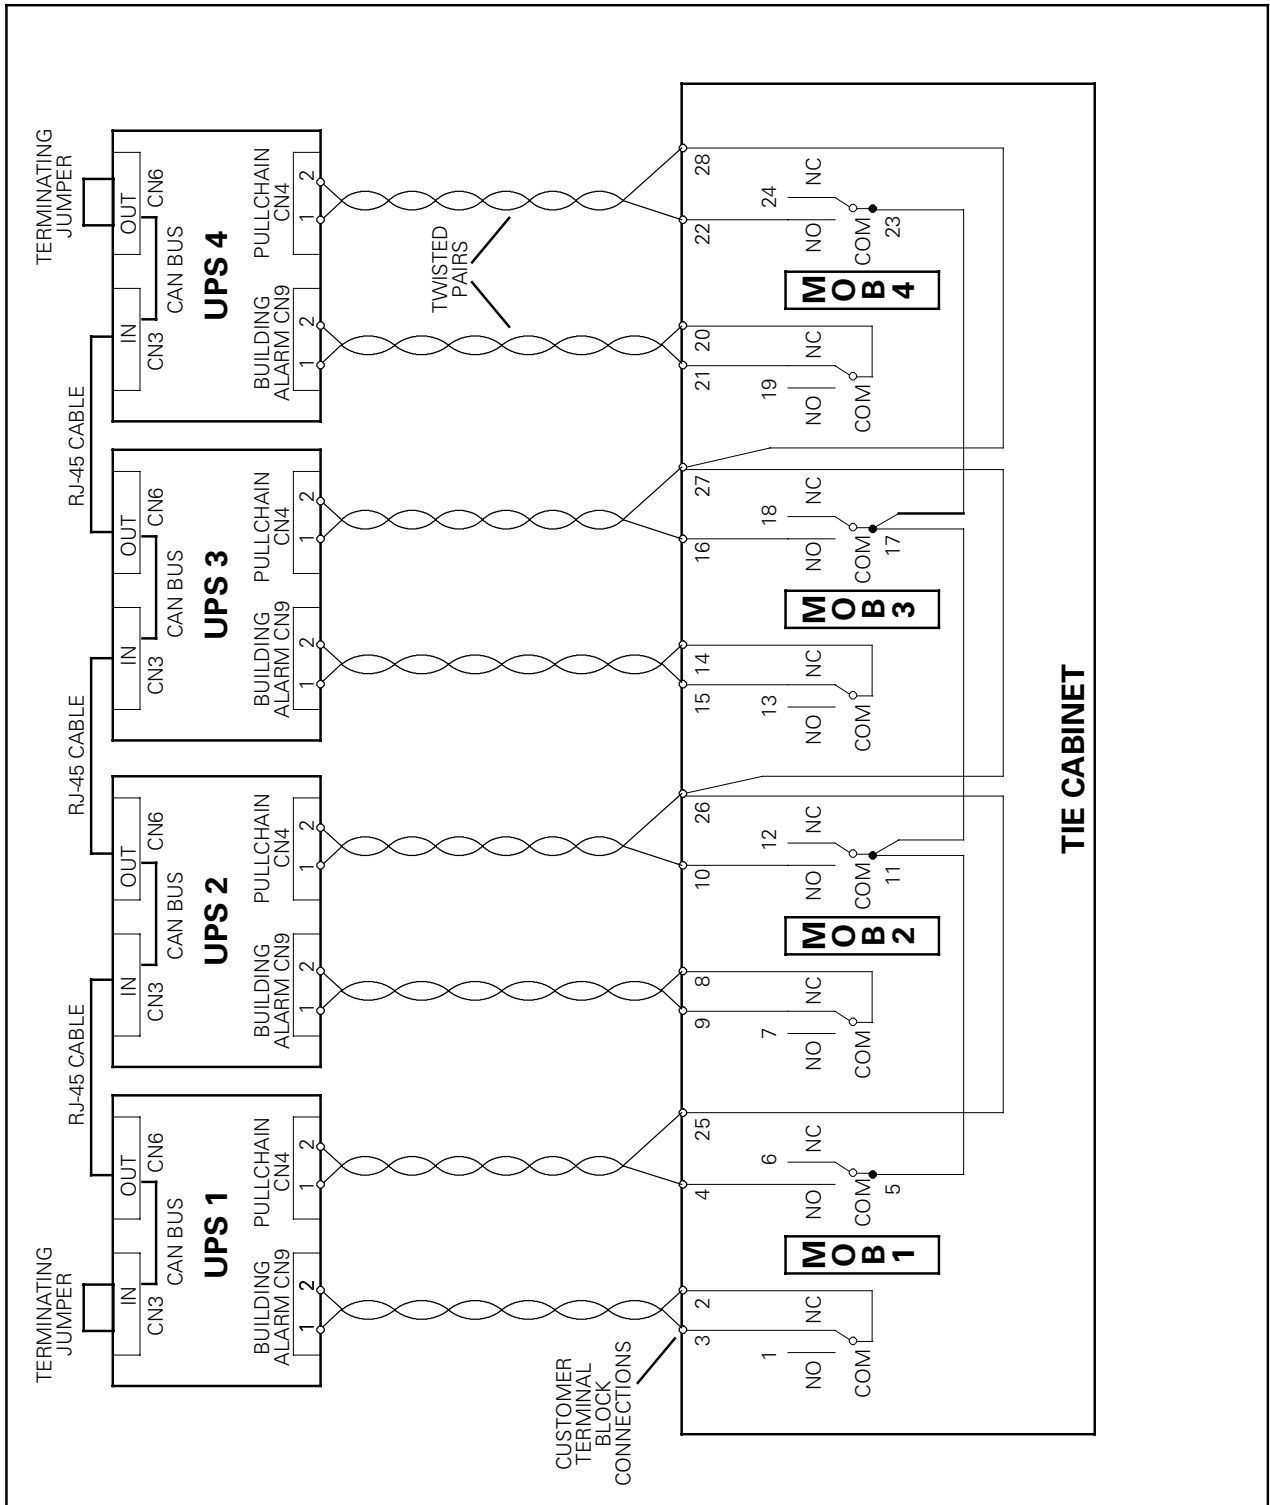 TERMINATING
JUMPER
IN
CN3
OUT
CN6
CAN BUS
UPS 1
BUILDING
ALARM CN9
1
2
PULLCHAIN
CN4
1
2
RJ-45 CABLE
IN
CN3
OUT
CN6
CAN BUS
UPS 2
BUILDING
ALARM CN9
1
2
PULLCHAIN
CN4
1
2
RJ-45 CABLE
IN
CN3
OUT
CN6
CAN BUS
UPS 3
BUILDING
ALARM CN9
1
2
PULLCHAIN
CN4
1
2
RJ-45 CABLE
TERMINATING
JUMPER
IN
CN3
OUT
CN6
CAN BUS
UPS 4
BUILDING
ALARM CN9
1
2
PULLCHAIN
CN4
1
2
TWISTED
PAIRS
CUSTOMER
TERMINAL
BLOCK
CONNECTIONS
3
2
1
NO
NC
COM
MOB 1
4
25
6
NO
NC
COM
5
9
8
7
NO
NC
COM
MOB 2
10
26
12
NO
NC
COM
11
15
14
13
NO
NC
COM
MOB 3
16
27
18
NO
NC
COM
17
21
20
19
NO
NC
COM
MOB 4
22
28
24
NO
NC
COM
23
TIE CABINET